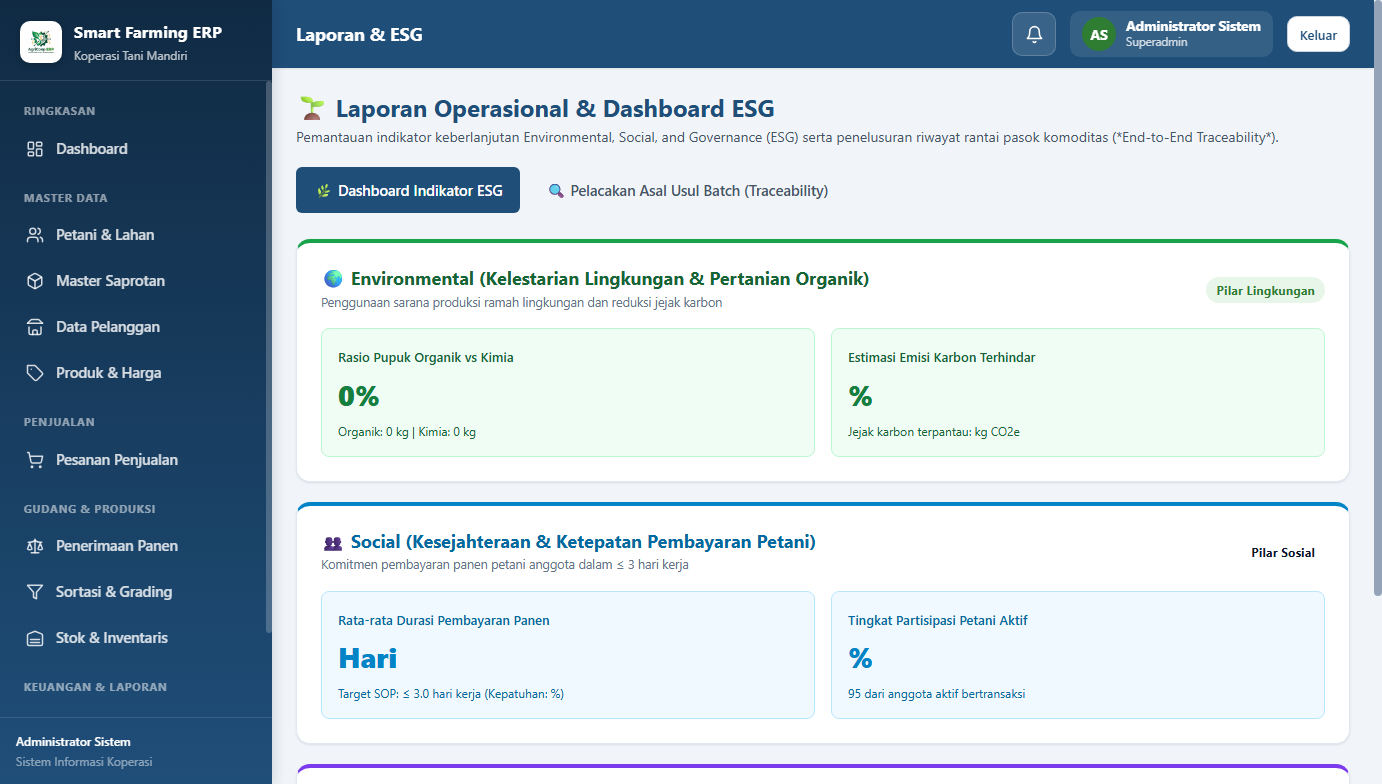 Smart Farming ERP
Koperasi Tani Mandiri
RINGKASAN
Dashboard
MASTER DATA
Petani & Lahan
Master Saprotan
Data Pelanggan
Produk & Harga
PENJUALAN
Pesanan Penjualan
GUDANG & PRODUKSI
Penerimaan Panen
Sortasi & Grading
Stok & Inventaris
KEUANGAN & LAPORAN
Administrator Sistem
Sistem Informasi Koperasi
Laporan & ESG
AS
Administrator Sistem
Superadmin
Keluar
Laporan Operasional & Dashboard ESG
Pemantauan indikator keberlanjutan Environmental, Social, and Governance (ESG) serta penelusuran riwayat rantai pasok komoditas (*End-to-End Traceability*).
Dashboard Indikator ESG
Pelacakan Asal Usul Batch (Traceability)
Environmental (Kelestarian Lingkungan & Pertanian Organik)
Penggunaan sarana produksi ramah lingkungan dan reduksi jejak karbon
Pilar Lingkungan
Rasio Pupuk Organik vs Kimia
0%
Organik: 0 kg | Kimia: 0 kg
Estimasi Emisi Karbon Terhindar
%
Jejak karbon terpantau: kg CO2e
Social (Kesejahteraan & Ketepatan Pembayaran Petani)
Komitmen pembayaran panen petani anggota dalam ≤ 3 hari kerja
Pilar Sosial
Rata-rata Durasi Pembayaran Panen
Hari
Target SOP: ≤ 3.0 hari kerja (Kepatuhan: %)
Tingkat Partisipasi Petani Aktif
%
95 dari anggota aktif bertransaksi